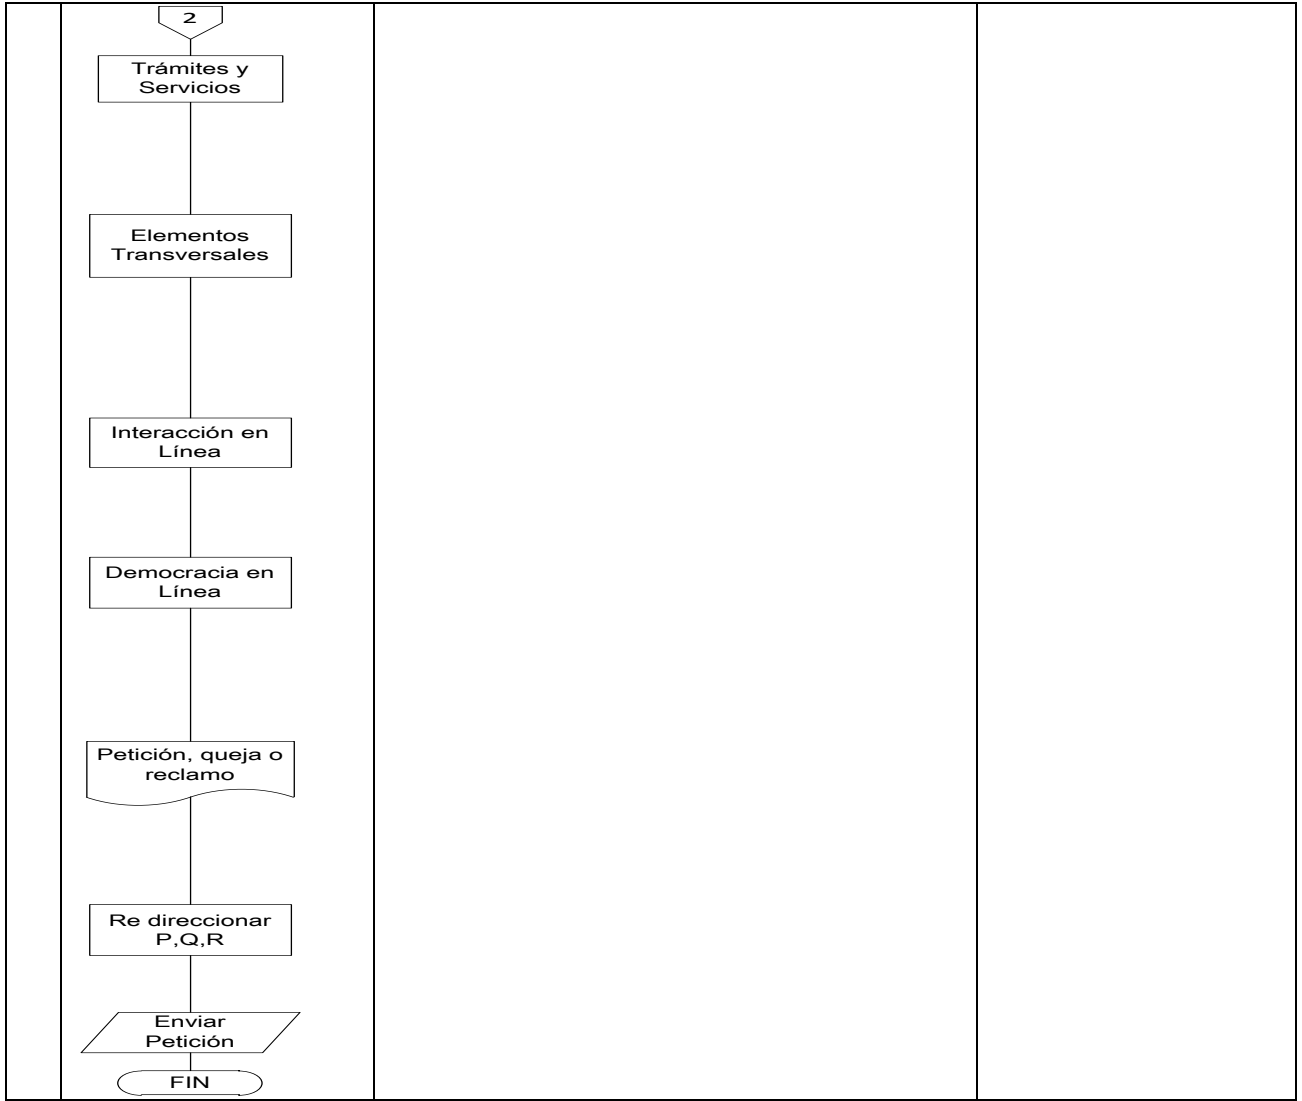 2
Trámites y
Servicios
Elementos
Transversales
Interacción en
Línea
Democracia en
Línea
Petición, queja o
reclamo
Re direccionar
P,Q,R
Enviar
Petición
FIN